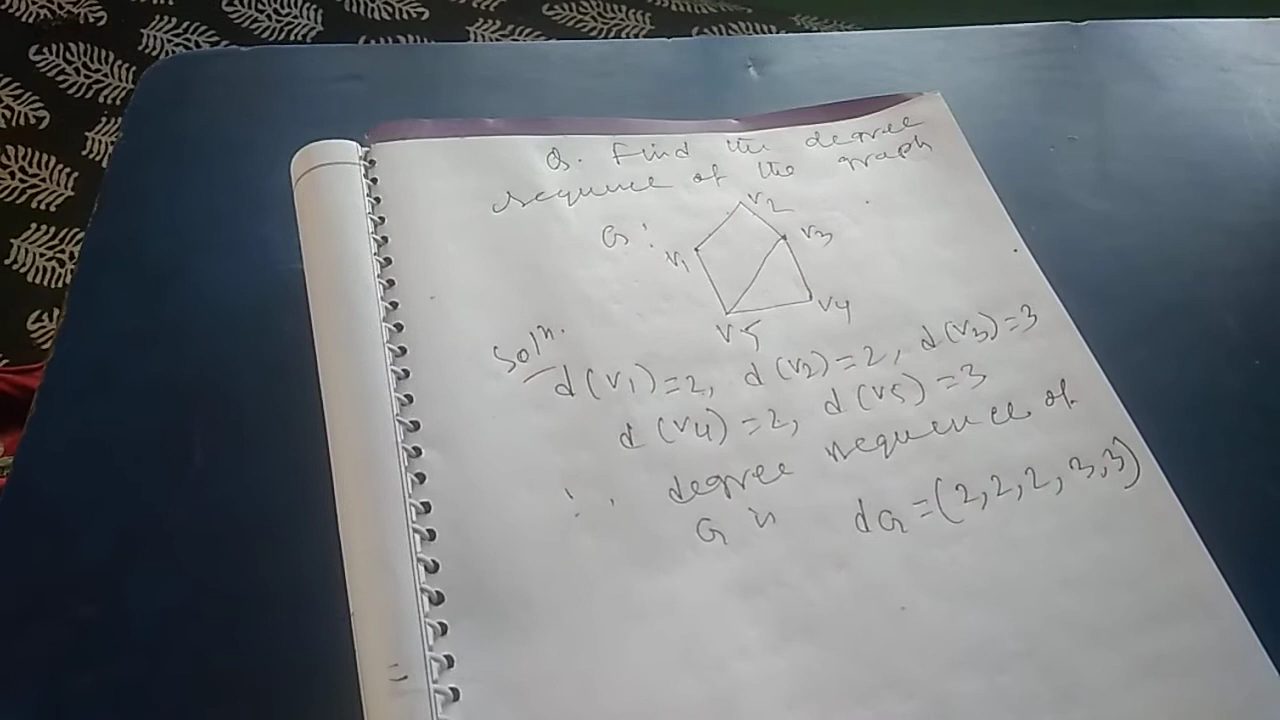 Q. Find the degree
sequence of the graph
G:
v2
v3
v1
v4
v5
Soln.
d(v1)=2, d(v2)=2, d(v3)=3
d(v4)=2, d(v5)=3
∴ degree sequence of
G is dG=(2,2,2,3,3)